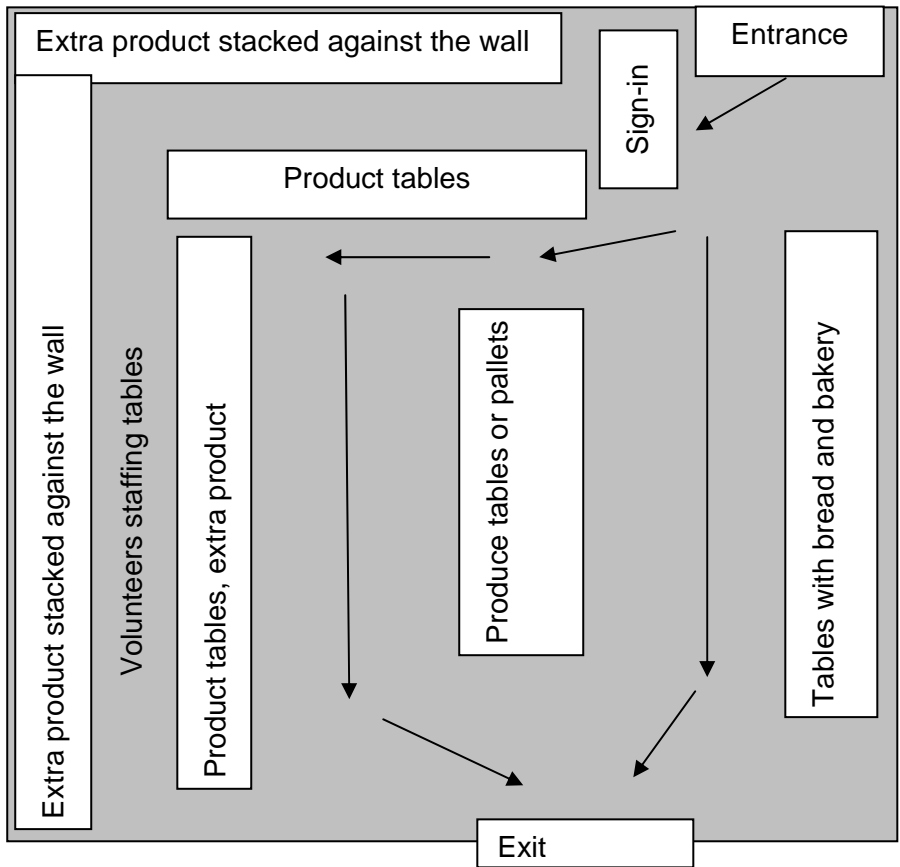 Extra product stacked against the wall
Entrance
Sign-in
Product tables
Extra product stacked against the wall
Volunteers staffing tables
Product tables, extra product
Produce tables or pallets
Tables with bread and bakery
Exit